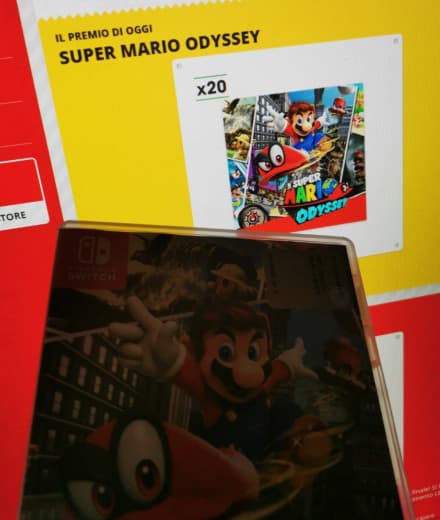 IL PREMIO DI OGGI
SUPER MARIO ODYSSEY
x20
SUPER
MARIO
ODYSSEY
TORE
SWITCH